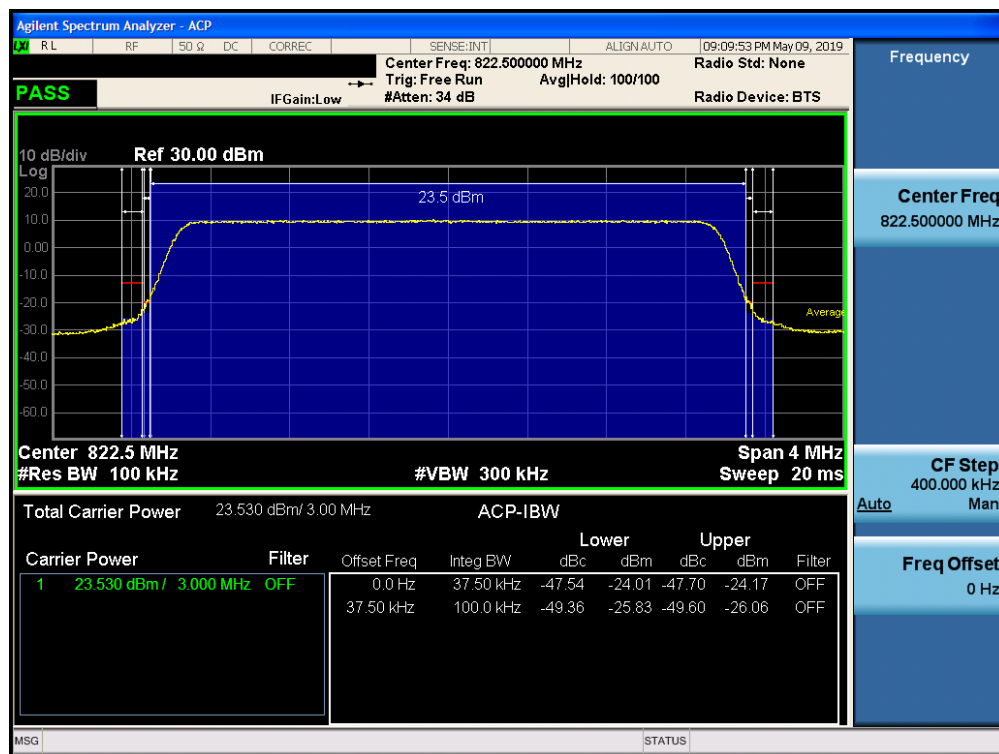 Agilent Spectrum Analyzer - ACP
LXI RL RF 50 Ω DC CORREC SENSE:INT ALIGN AUTO 09:09:53 PM May 09, 2019
Center Freq: 822.500000 MHz Radio Std: None
Trig: Free Run Avg|Hold: 100/100
PASS IFGain:Low #Atten: 34 dB Radio Device: BTS
10 dB/div Ref 30.00 dBm
Log
20.0
10.0
0.00
-10.0
-20.0
-30.0
-40.0
-50.0
-60.0
23.5 dBm
Average
Center 822.5 MHz Span 4 MHz
#Res BW 100 kHz #VBW 300 kHz Sweep 20 ms
Total Carrier Power 23.530 dBm/ 3.00 MHz ACP-IBW
Lower Upper
Carrier Power Filter Offset Freq Integ BW dBc dBm dBc dBm Filter
1 23.530 dBm / 3.000 MHz OFF 0.0 Hz 37.50 kHz -47.54 -24.01 -47.70 -24.17 OFF
37.50 kHz 100.0 kHz -49.36 -25.83 -49.60 -26.06 OFF
MSG STATUS
Frequency
Center Freq
822.500000 MHz
CF Step
400.000 kHz
Auto Man
Freq Offset
0 Hz